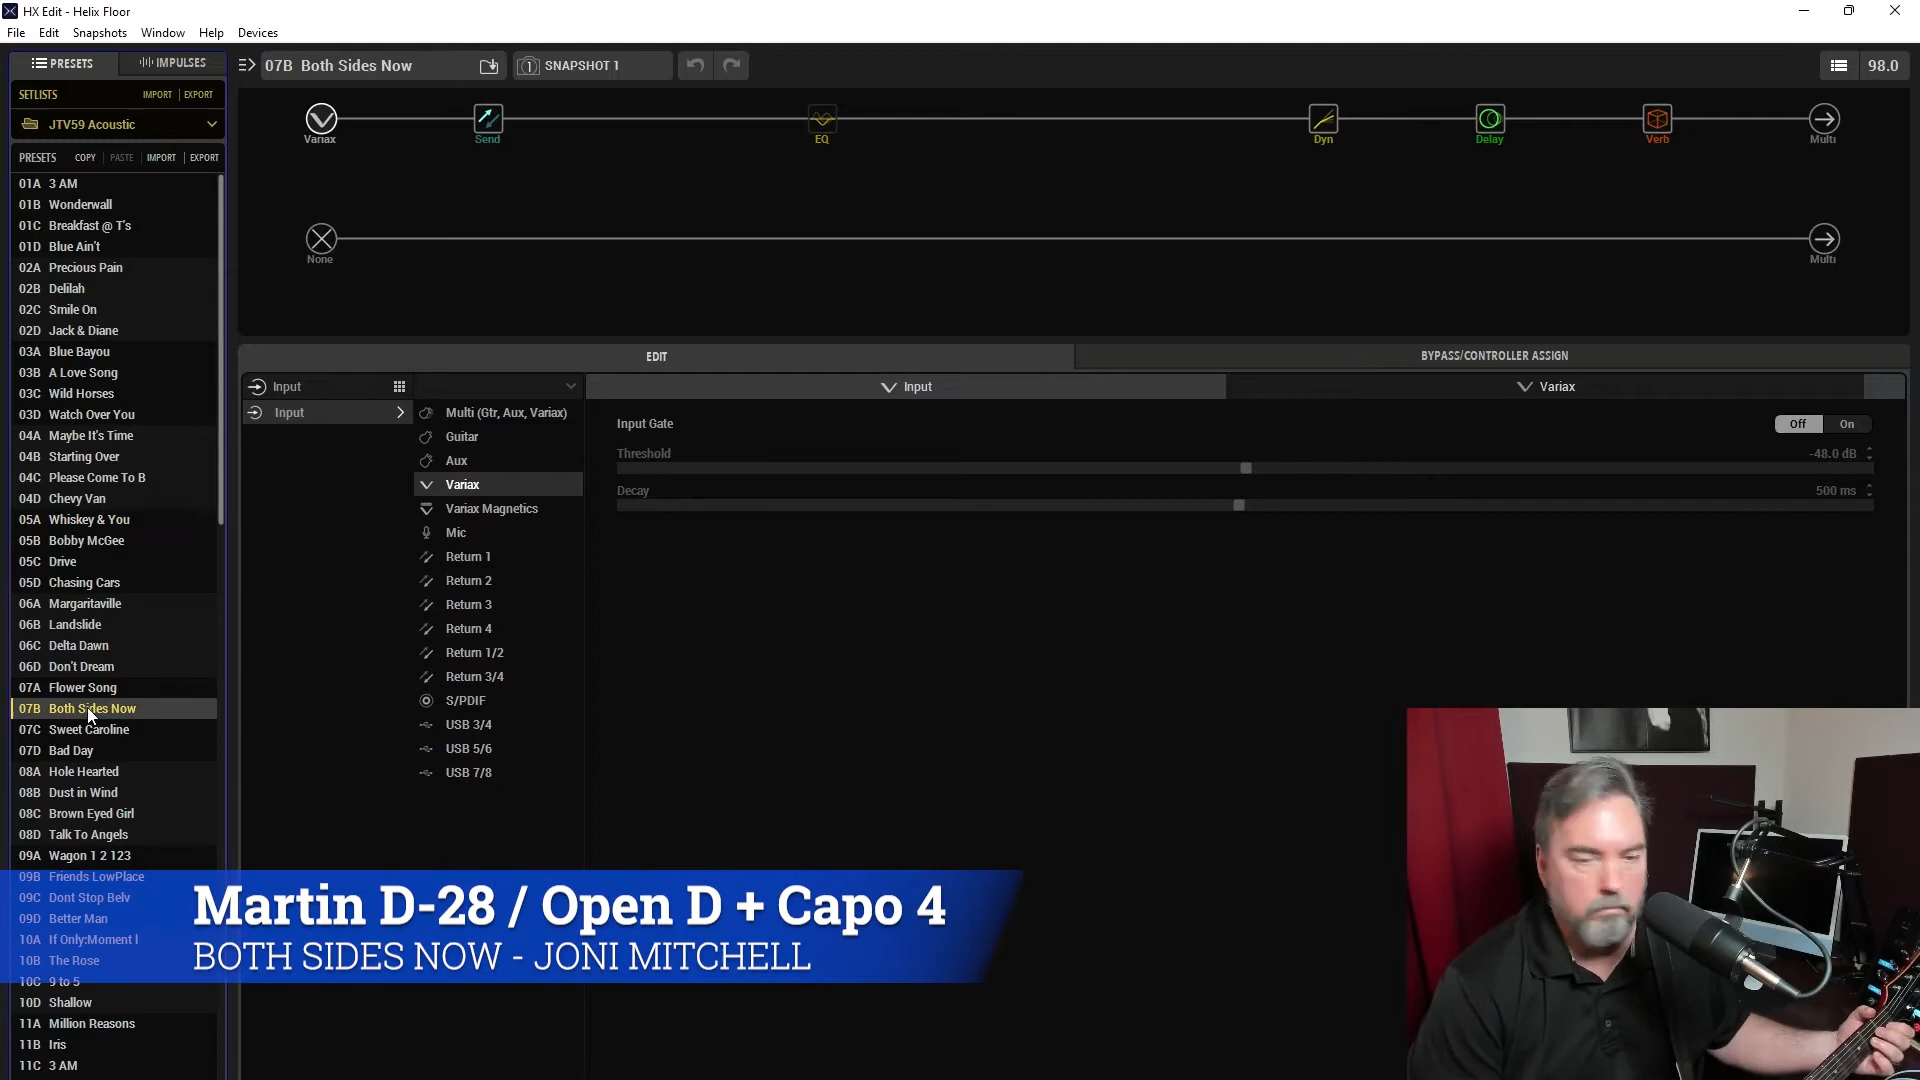 HX Edit - Helix Floor
File Edit Snapshots Window Help Devices
PRESETS IMPULSES
07B Both Sides Now
1 SNAPSHOT 1
98.0
SETLISTS IMPORT | EXPORT
JTV59 Acoustic
PRESETS COPY | PASTE | IMPORT | EXPORT
01A 3 AM
01B Wonderwall
01C Breakfast @ T's
01D Blue Ain't
02A Precious Pain
02B Delilah
02C Smile On
02D Jack & Diane
03A Blue Bayou
03B A Love Song
03C Wild Horses
03D Watch Over You
04A Maybe It's Time
04B Starting Over
04C Please Come To B
04D Chevy Van
05A Whiskey & You
05B Bobby McGee
05C Drive
05D Chasing Cars
06A Margaritaville
06B Landslide
06C Delta Dawn
06D Don't Dream
07A Flower Song
07B Both Sides Now
07C Sweet Caroline
07D Bad Day
08A Hole Hearted
08B Dust in Wind
08C Brown Eyed Girl
08D Talk To Angels
09A Wagon 1 2 123
09B Friends LowPlace
09C Dont Stop Belv
09D Better Man
10A If Only:Moment I
10B The Rose
10C 9 to 5
10D Shallow
11A Million Reasons
11B Iris
11C 3 AM
Variax Send EQ Dyn Delay Verb Multi
None Multi
EDIT BYPASS/CONTROLLER ASSIGN
Input
Input
Multi (Gtr, Aux, Variax)
Guitar
Aux
Variax
Variax Magnetics
Mic
Return 1
Return 2
Return 3
Return 4
Return 1/2
Return 3/4
S/PDIF
USB 3/4
USB 5/6
USB 7/8
Input Variax
Input Gate Off On
Threshold -48.0 dB
Decay 500 ms
Martin D-28 / Open D + Capo 4
BOTH SIDES NOW - JONI MITCHELL